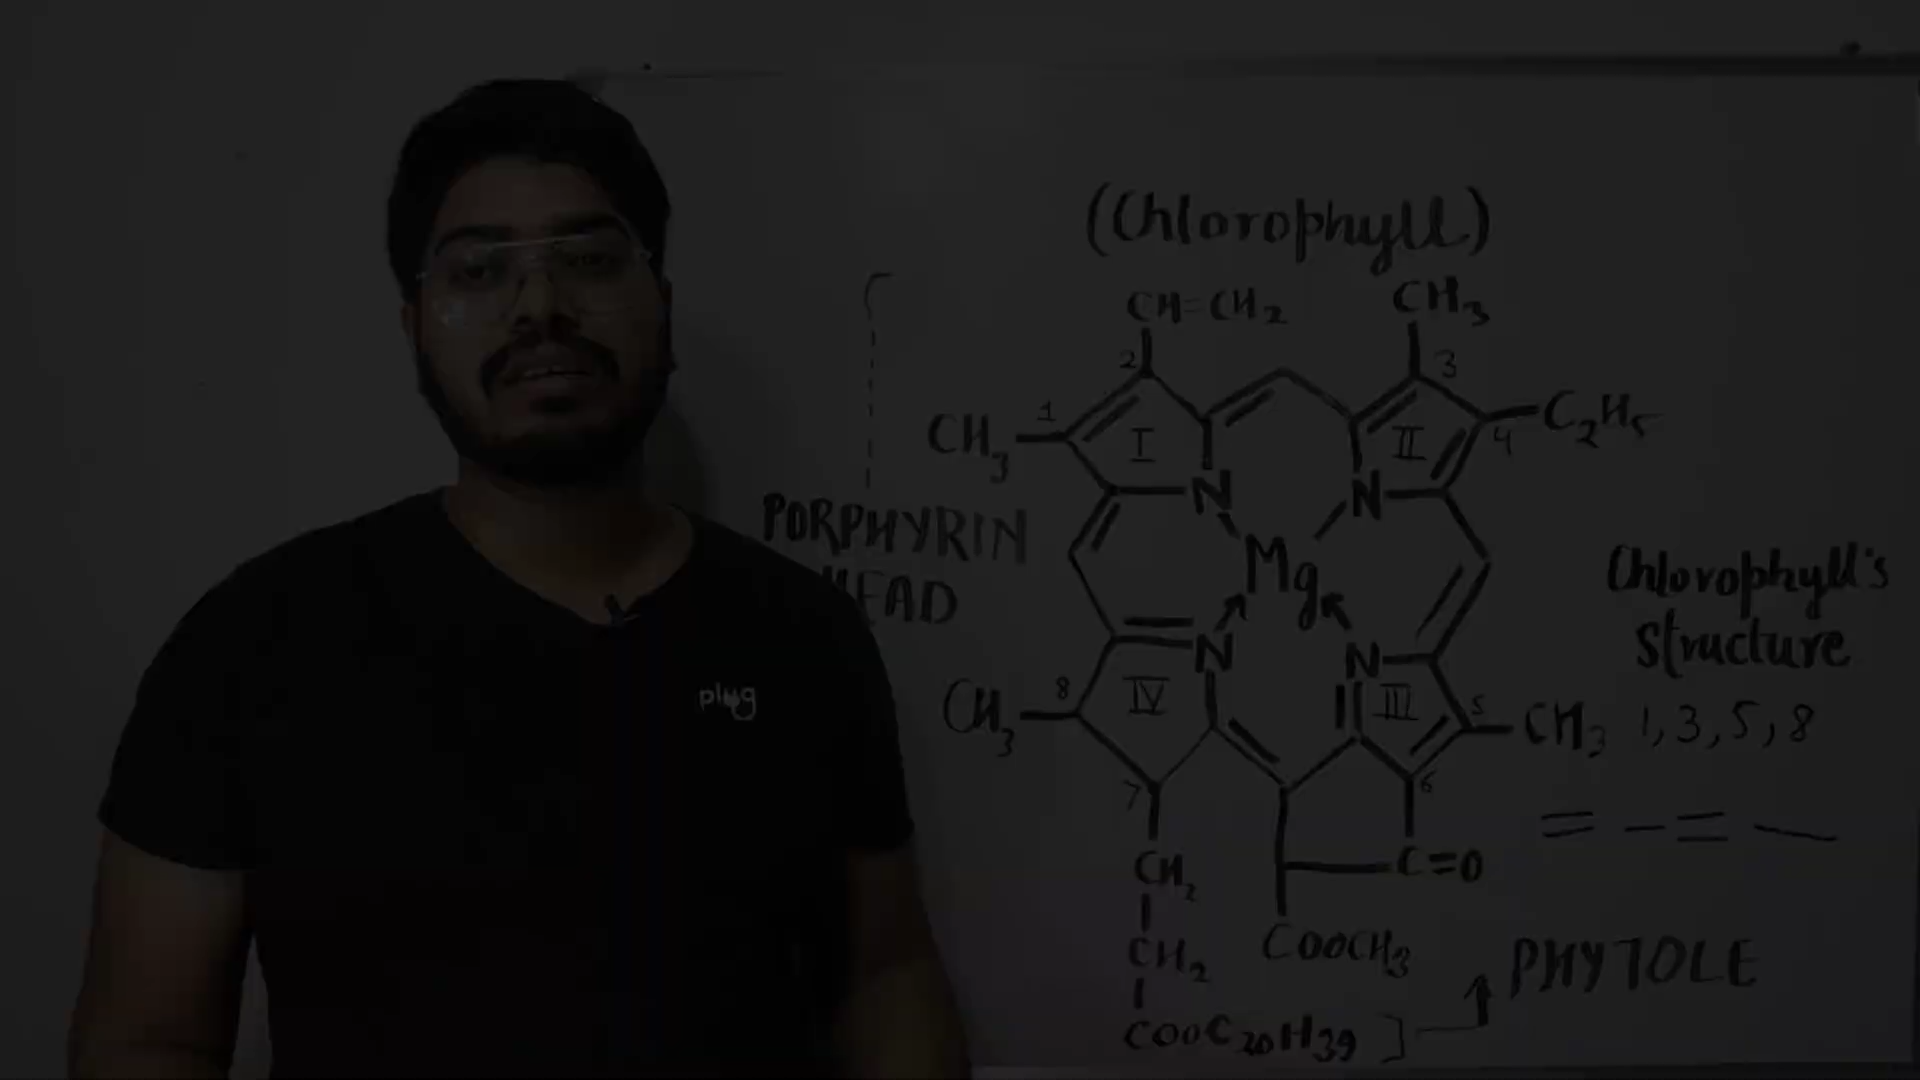 (Chlorophyll)
CH=CH2
CH3
2
3
1
CH3
I
II
4
C2H5
N
N
PORPHYRIN
HEAD
Mg
Chlorophyll's
structure
N
N
CH3
8
IV
III
5
CH3
1,3,5,8
plug
7
6
CH2
C=O
CH2
COOCH3
PHYTOLE
COOC20H39]